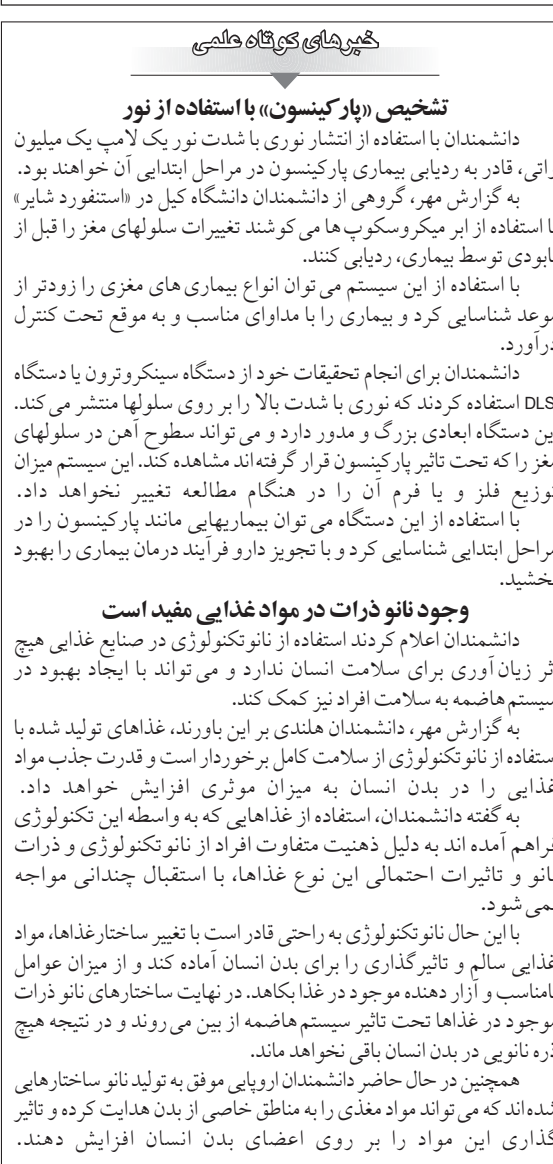 خبرهای کوتاه علمی
تشخیص «پارکینسون» با استفاده از نور
دانشمندان با استفاده از انتشار نوری با شدت نور یک لامپ یک میلیون
واتی، قادر به ردیابی بیماری پارکینسون در مراحل ابتدایی آن خواهند بود.
به گزارش مهر، گروهی از دانشمندان دانشگاه کیل در «استنفورد شایر»
با استفاده از ابر میکروسکوپ ها می کوشند تغییرات سلولهای مغز را قبل از
نابودی توسط بیماری، ردیابی کنند.
با استفاده از این سیستم می توان انواع بیماری های مغزی را زودتر از
موعد شناسایی کرد و بیماری را با مداوای مناسب و به موقع تحت کنترل
درآورد.
دانشمندان برای انجام تحقیقات خود از دستگاه سینکروترون یا دستگاه
DLS استفاده کردند که نوری با شدت بالا را بر روی سلولها منتشر می کند.
این دستگاه ابعادی بزرگ و مدور دارد و می تواند سطوح آهن در سلولهای
مغز را که تحت تاثیر پارکینسون قرار گرفته اند مشاهده کند. این سیستم میزان
توزیع فلز و یا فرم آن را در هنگام مطالعه تغییر نخواهد داد.
با استفاده از این دستگاه می توان بیماریهایی مانند پارکینسون را در
مراحل ابتدایی شناسایی کرد و با تجویز دارو فرآیند درمان بیماری را بهبود
بخشید.
وجود نانو ذرات در مواد غذایی مفید است
دانشمندان اعلام کردند استفاده از نانوتکنولوژی در صنایع غذایی هیچ
اثر زیان آوری برای سلامت انسان ندارد و می تواند با ایجاد بهبود در
سیستم هاضمه به سلامت افراد نیز کمک کند.
به گزارش مهر، دانشمندان هلندی بر این باورند، غذاهای تولید شده با
استفاده از نانوتکنولوژی از سلامت کامل برخوردار است و قدرت جذب مواد
غذایی را در بدن انسان به میزان موثری افزایش خواهد داد.
به گفته دانشمندان، استفاده از غذاهایی که به واسطه این تکنولوژی
فراهم آمده اند به دلیل ذهنیت متفاوت افراد از نانوتکنولوژی و ذرات
نانو و تاثیرات احتمالی این نوع غذاها، با استقبال چندانی مواجه
نمی شود.
با این حال نانوتکنولوژی به راحتی قادر است با تغییر ساختارغذاها، مواد
غذایی سالم و تاثیرگذاری را برای بدن انسان آماده کند و از میزان عوامل
نامناسب و آزار دهنده موجود در غذا بکاهد. در نهایت ساختارهای نانو ذرات
موجود در غذاها تحت تاثیر سیستم هاضمه از بین می روند و در نتیجه هیچ
ذره نانویی در بدن انسان باقی نخواهد ماند.
همچنین در حال حاضر دانشمندان اروپایی موفق به تولید نانو ساختارهایی
شده اند که می تواند مواد مغذی را به مناطق خاصی از بدن هدایت کرده و تاثیر
گذاری این مواد را بر روی اعضای بدن انسان افزایش دهند.